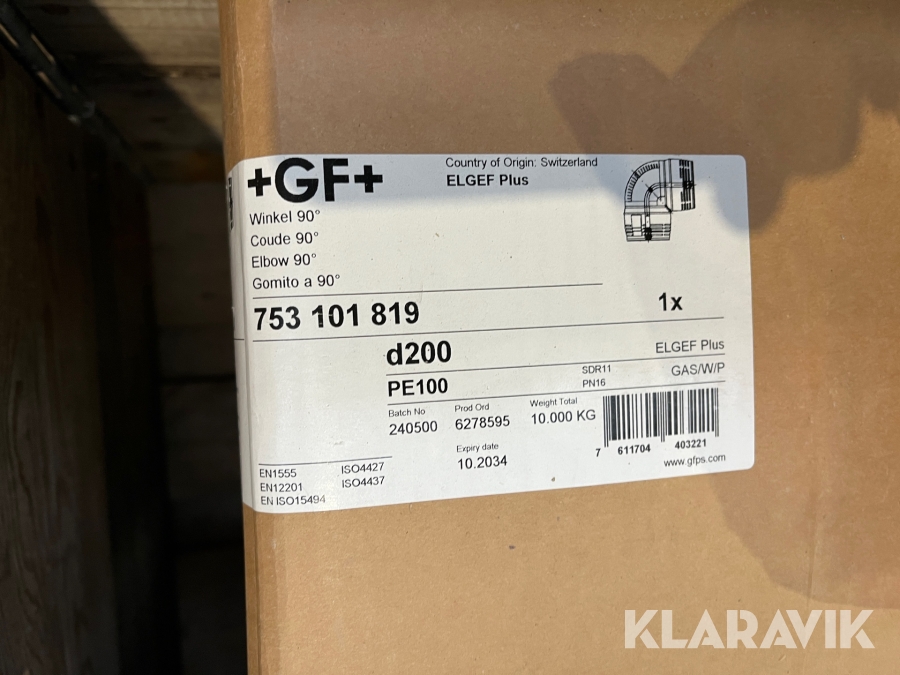 +GF+
Country of Origin: Switzerland
ELGEF Plus
Winkel 90°
Coude 90°
Elbow 90°
Gomito a 90°
753 101 819
1x
d200
ELGEF Plus
PE100
SDR11
PN16
GAS/W/P
Batch No
240500
Prod Ord
6278595
Weight Total
10.000 KG
Expiry date
10.2034
7 611704 403221
www.gfps.com
EN1555 ISO4427
EN12201 ISO4437
EN ISO15494
KLARAVIK